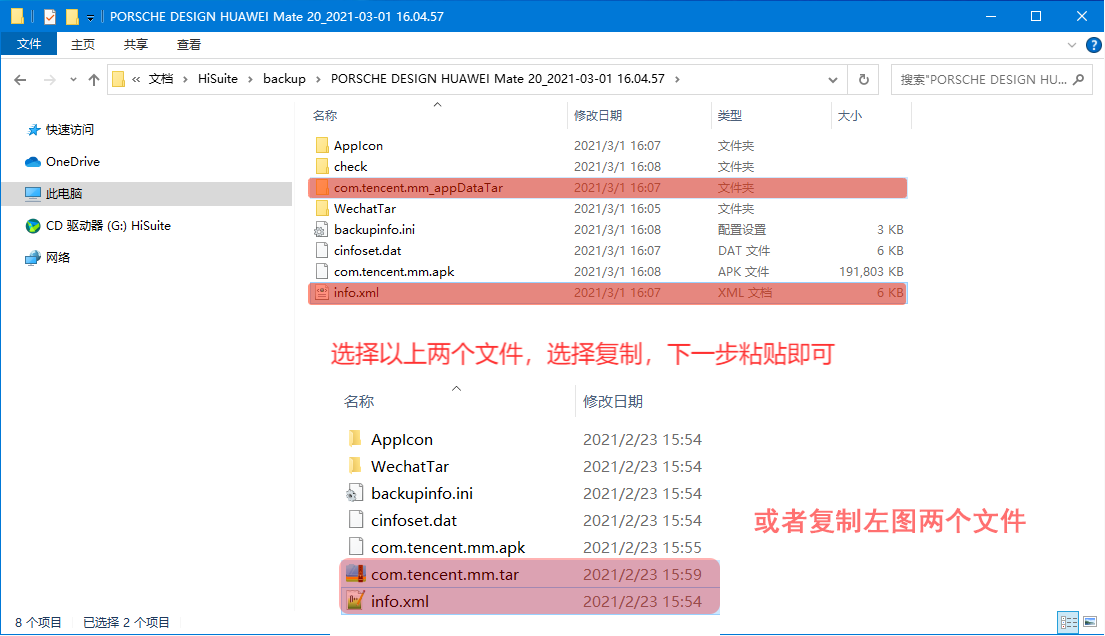 PORSCHE DESIGN HUAWEI Mate 20_2021-03-01 16.04.57
文件 主页 共享 查看
« 文档 › HiSuite › backup › PORSCHE DESIGN HUAWEI Mate 20_2021-03-01 16.04.57 ›
搜索"PORSCHE DESIGN HU...
快速访问
OneDrive
此电脑
CD 驱动器 (G:) HiSuite
网络
名称 修改日期 类型 大小
AppIcon 2021/3/1 16:07 文件夹
check 2021/3/1 16:08 文件夹
com.tencent.mm_appDataTar 2021/3/1 16:07 文件夹
WechatTar 2021/3/1 16:05 文件夹
backupinfo.ini 2021/3/1 16:08 配置设置 3 KB
cinfoset.dat 2021/3/1 16:07 DAT 文件 6 KB
com.tencent.mm.apk 2021/3/1 16:08 APK 文件 191,803 KB
info.xml 2021/3/1 16:07 XML 文档 6 KB
选择以上两个文件，选择复制，下一步粘贴即可
名称 修改日期
AppIcon 2021/2/23 15:54
WechatTar 2021/2/23 15:54
backupinfo.ini 2021/2/23 15:54
cinfoset.dat 2021/2/23 15:54
com.tencent.mm.apk 2021/2/23 15:55
com.tencent.mm.tar 2021/2/23 15:59
info.xml 2021/2/23 15:54
或者复制左图两个文件
8 个项目 已选择 2 个项目